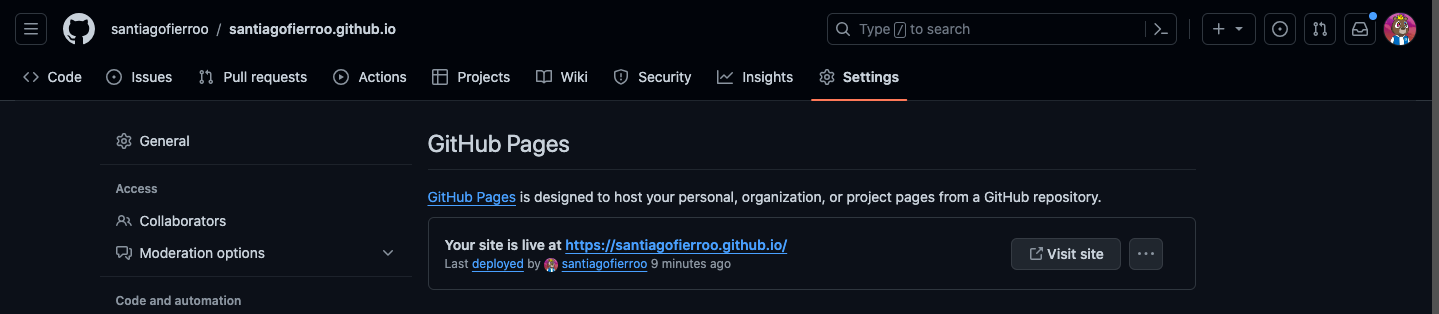 santiagofierroo / santiagofierroo.github.io
Type / to search
Code Issues Pull requests Actions Projects Wiki Security Insights Settings
General
Access
Collaborators
Moderation options
Code and automation
GitHub Pages
GitHub Pages is designed to host your personal, organization, or project pages from a GitHub repository.
Your site is live at https://santiagofierroo.github.io/
Last deployed by santiagofierroo 9 minutes ago
Visit site